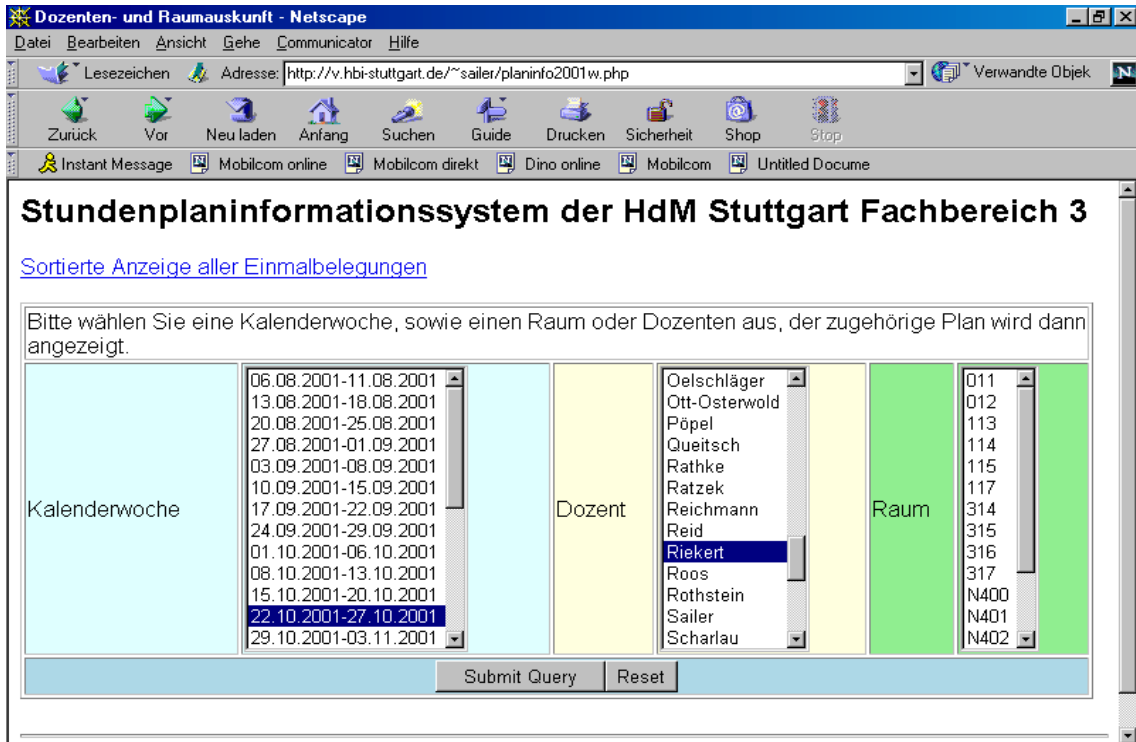 Dozenten- und Raumauskunft - Netscape
Datei Bearbeiten Ansicht Gehe Communicator Hilfe
Lesezeichen Adresse: http://v.hbi-stuttgart.de/~sailer/planinfo2001w.php Verwandte Objek N
Zurück Vor Neu laden Anfang Suchen Guide Drucken Sicherheit Shop Stop
Instant Message Mobilcom online Mobilcom direkt Dino online Mobilcom Untitled Docume
Stundenplaninformationssystem der HdM Stuttgart Fachbereich 3
Sortierte Anzeige aller Einmalbelegungen
Bitte wählen Sie eine Kalenderwoche, sowie einen Raum oder Dozenten aus, der zugehörige Plan wird dann
angezeigt.
Kalenderwoche
06.08.2001-11.08.2001
13.08.2001-18.08.2001
20.08.2001-25.08.2001
27.08.2001-01.09.2001
03.09.2001-08.09.2001
10.09.2001-15.09.2001
17.09.2001-22.09.2001
24.09.2001-29.09.2001
01.10.2001-06.10.2001
08.10.2001-13.10.2001
15.10.2001-20.10.2001
22.10.2001-27.10.2001
29.10.2001-03.11.2001
Dozent
Oelschläger
Ott-Osterwold
Pöpel
Queitsch
Rathke
Ratzek
Reichmann
Reid
Riekert
Roos
Rothstein
Sailer
Scharlau
Raum
011
012
113
114
115
117
314
315
316
317
N400
N401
N402
Submit Query Reset